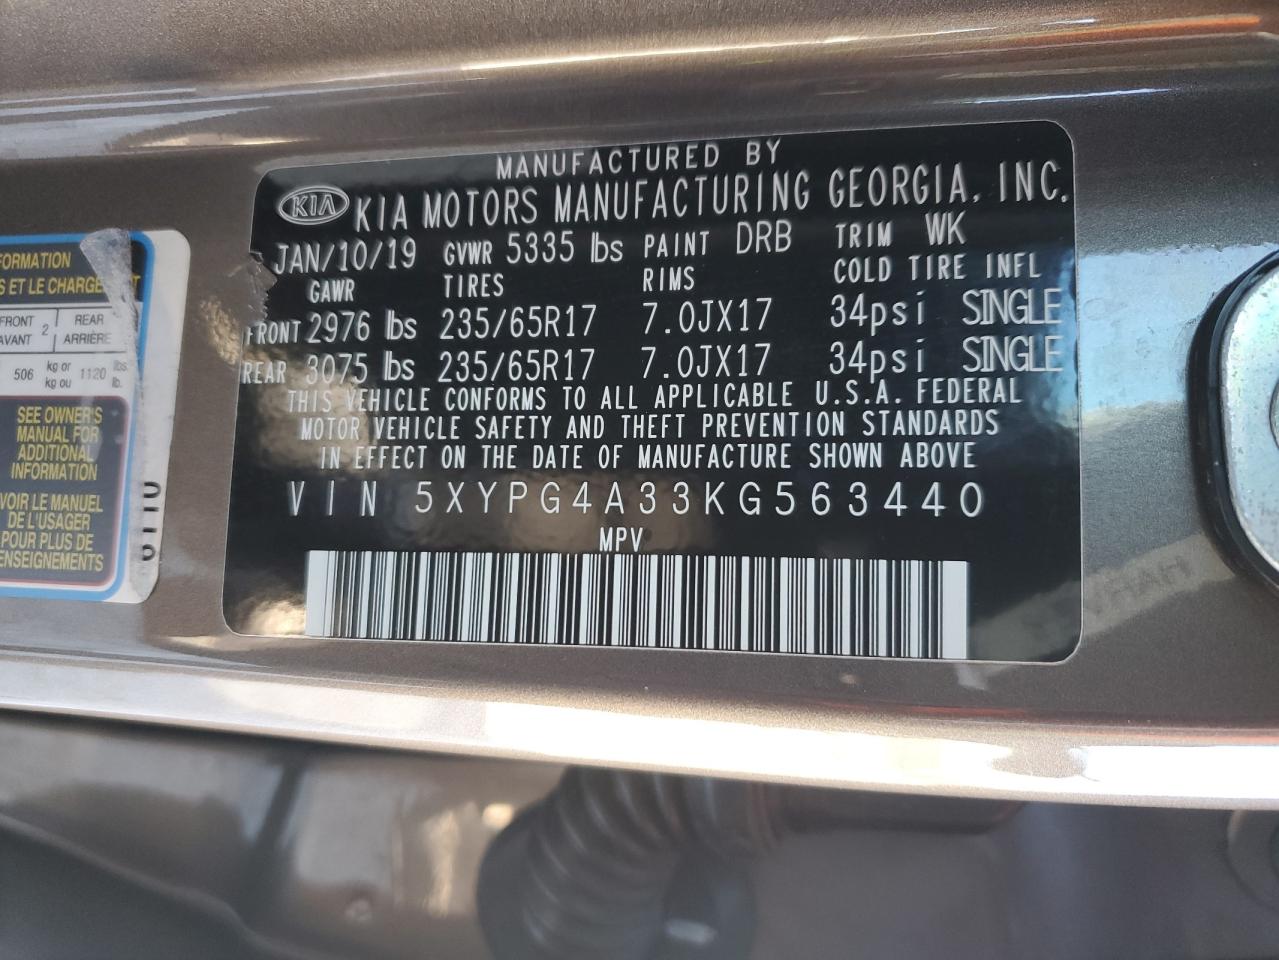 MANUFACTURED BY
KIA KIA MOTORS MANUFACTURING GEORGIA, INC.
JAN/10/19 GVWR 5335 lbs PAINT DRB TRIM WK
GAWR TIRES RIMS COLD TIRE INFL
FRONT 2976 lbs 235/65R17 7.0JX17 34psi SINGLE
REAR 3075 lbs 235/65R17 7.0JX17 34psi SINGLE
THIS VEHICLE CONFORMS TO ALL APPLICABLE U.S.A. FEDERAL
MOTOR VEHICLE SAFETY AND THEFT PREVENTION STANDARDS
IN EFFECT ON THE DATE OF MANUFACTURE SHOWN ABOVE
VIN 5XYPG4A33KG563440
MPV
FORMATION
S ET LE CHARGE
FRONT 2 REAR
AVANT ARRIÈRE
506 kg or 1120 lbs.
kg ou lb.
SEE OWNER'S
MANUAL FOR
ADDITIONAL
INFORMATION
VOIR LE MANUEL
DE L'USAGER
POUR PLUS DE
ENSEIGNEMENTS